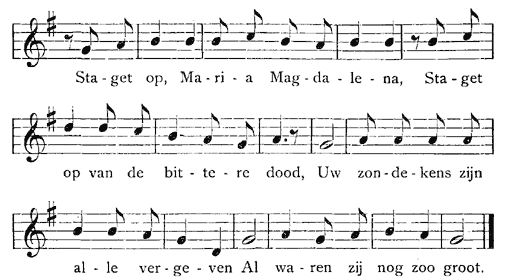 Sta-get op, Ma-ri-a Mag-da-le-na, Sta-get
op van de bit-te-re dood, Uw zon-de-kens zijn
al-le ver-ge-ven Al wa-ren zij nog zoo groot.